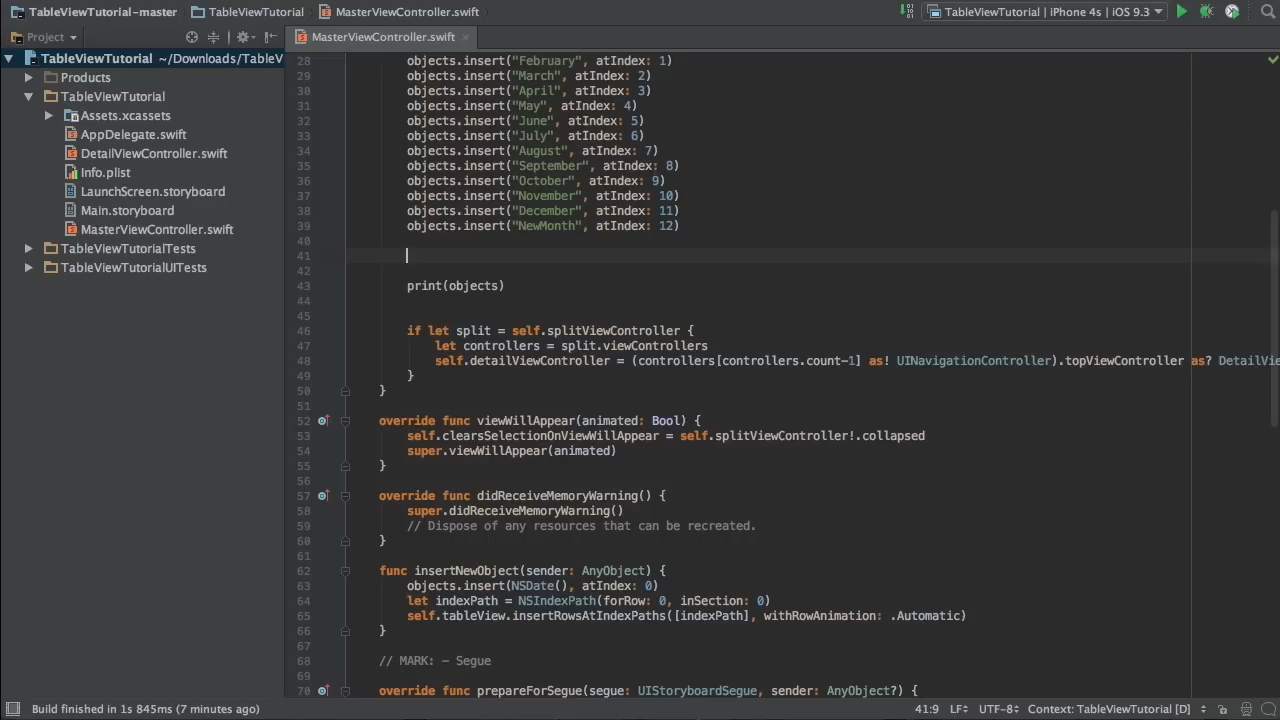 TableViewTutorial-master TableViewTutorial MasterViewController.swift TableViewTutorial | iPhone 4s | iOS 9.3
Project MasterViewController.swift
TableViewTutorial ~/Downloads/TableV
Products
TableViewTutorial
Assets.xcassets
AppDelegate.swift
DetailViewController.swift
Info.plist
LaunchScreen.storyboard
Main.storyboard
MasterViewController.swift
TableViewTutorialTests
TableViewTutorialUITests
28 objects.insert("February", atIndex: 1)
29 objects.insert("March", atIndex: 2)
30 objects.insert("April", atIndex: 3)
31 objects.insert("May", atIndex: 4)
32 objects.insert("June", atIndex: 5)
33 objects.insert("July", atIndex: 6)
34 objects.insert("August", atIndex: 7)
35 objects.insert("September", atIndex: 8)
36 objects.insert("October", atIndex: 9)
37 objects.insert("November", atIndex: 10)
38 objects.insert("December", atIndex: 11)
39 objects.insert("NewMonth", atIndex: 12)
40
41
42
43 print(objects)
44
45
46 if let split = self.splitViewController {
47 let controllers = split.viewControllers
48 self.detailViewController = (controllers[controllers.count-1] as! UINavigationController).topViewController as? DetailVie
49 }
50 }
51
52 override func viewWillAppear(animated: Bool) {
53 self.clearsSelectionOnViewWillAppear = self.splitViewController!.collapsed
54 super.viewWillAppear(animated)
55 }
56
57 override func didReceiveMemoryWarning() {
58 super.didReceiveMemoryWarning()
59 // Dispose of any resources that can be recreated.
60 }
61
62 func insertNewObject(sender: AnyObject) {
63 objects.insert(NSDate(), atIndex: 0)
64 let indexPath = NSIndexPath(forRow: 0, inSection: 0)
65 self.tableView.insertRowsAtIndexPaths([indexPath], withRowAnimation: .Automatic)
66 }
67
68 // MARK: - Segue
69
70 override func prepareForSegue(segue: UIStoryboardSegue, sender: AnyObject?) {
Build finished in 1s 845ms (7 minutes ago) 41:9 LF UTF-8 Context: TableViewTutorial [D]